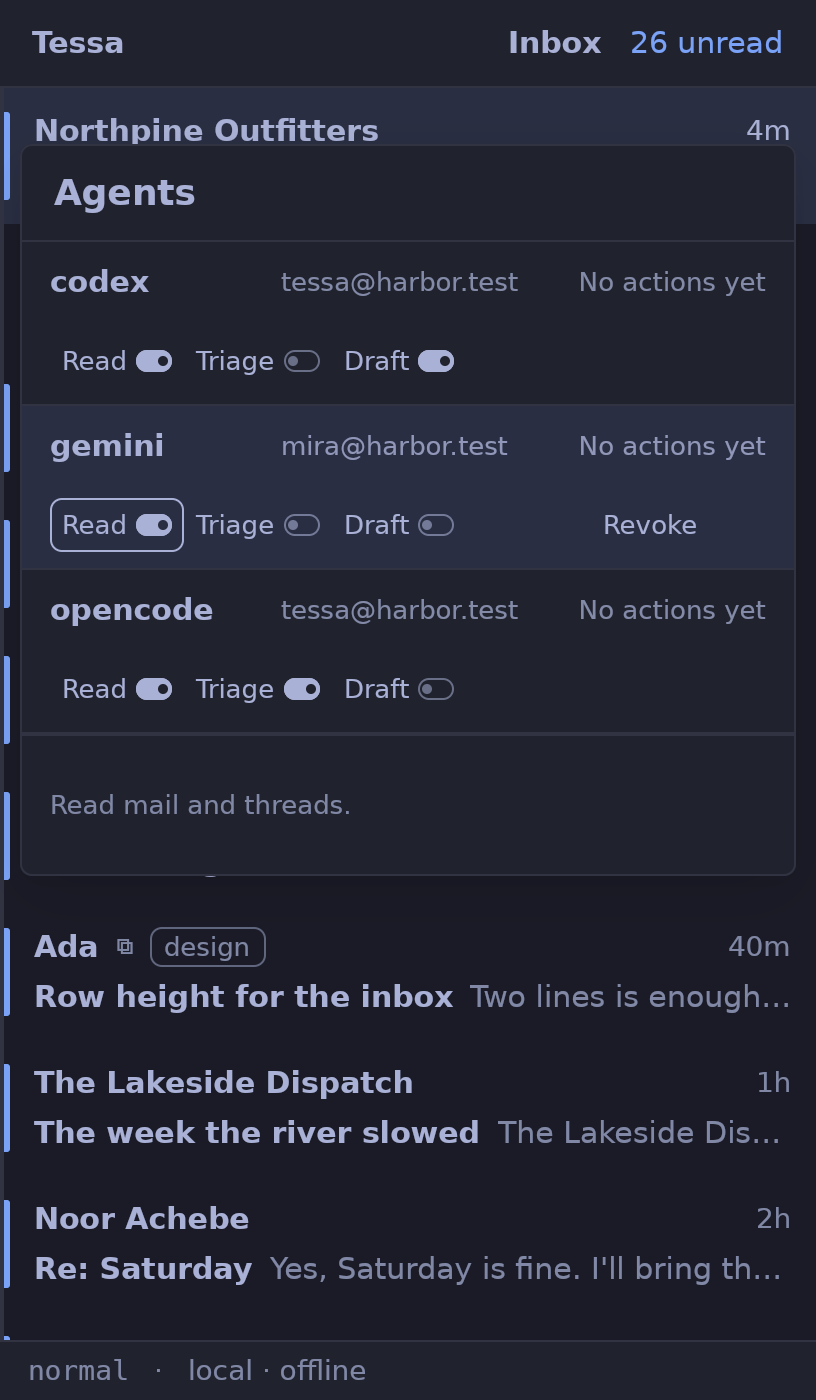 Tessa Inbox 26 unread
Northpine Outfitters 4m
Agents
codex tessa@harbor.test No actions yet
Read Triage Draft
gemini mira@harbor.test No actions yet
Read Triage Draft Revoke
opencode tessa@harbor.test No actions yet
Read Triage Draft
Read mail and threads.
Ada design 40m
Row height for the inbox Two lines is enough…
The Lakeside Dispatch 1h
The week the river slowed The Lakeside Dis…
Noor Achebe 2h
Re: Saturday Yes, Saturday is fine. I'll bring th…
normal · local · offline